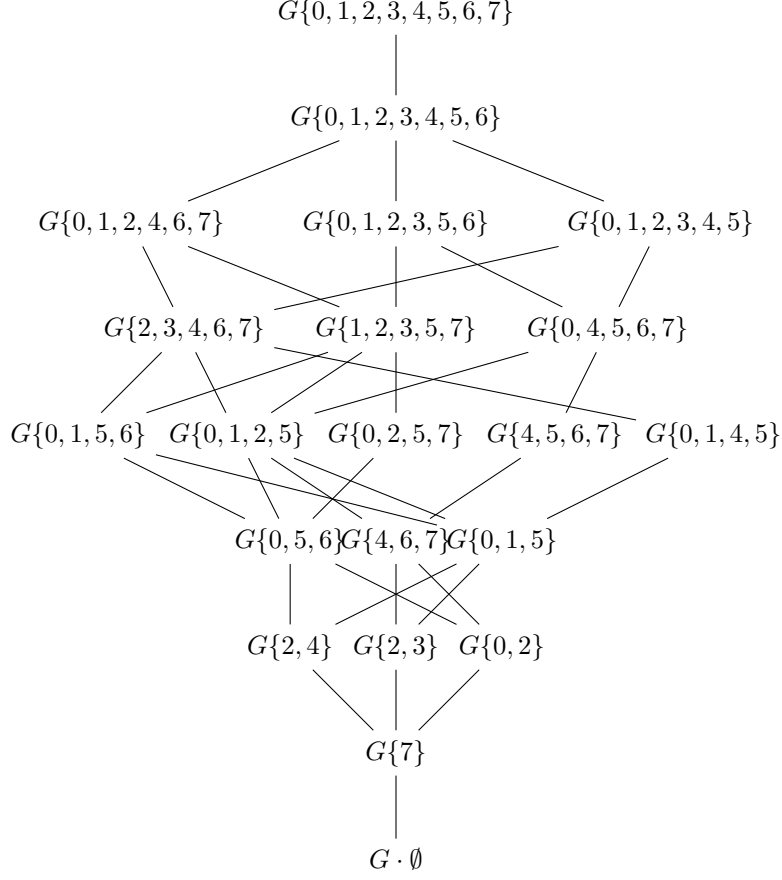 G{0, 1, 2, 3, 4, 5, 6, 7}
G{0, 1, 2, 3, 4, 5, 6}
G{0, 1, 2, 4, 6, 7} G{0, 1, 2, 3, 5, 6} G{0, 1, 2, 3, 4, 5}
G{2, 3, 4, 6, 7} G{1, 2, 3, 5, 7} G{0, 4, 5, 6, 7}
G{0, 1, 5, 6} G{0, 1, 2, 5} G{0, 2, 5, 7} G{4, 5, 6, 7} G{0, 1, 4, 5}
G{0, 5, 6} G{4, 6, 7} G{0, 1, 5}
G{2, 4} G{2, 3} G{0, 2}
G{7}
G · ∅